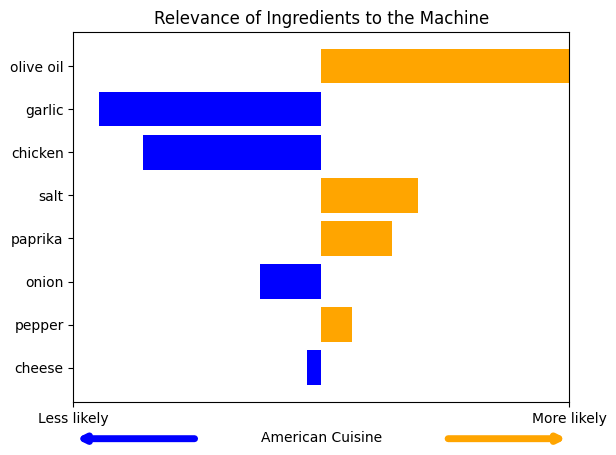 Relevance of Ingredients to the Machine
olive oil
garlic
chicken
salt
paprika
onion
pepper
cheese
Less likely
More likely
American Cuisine